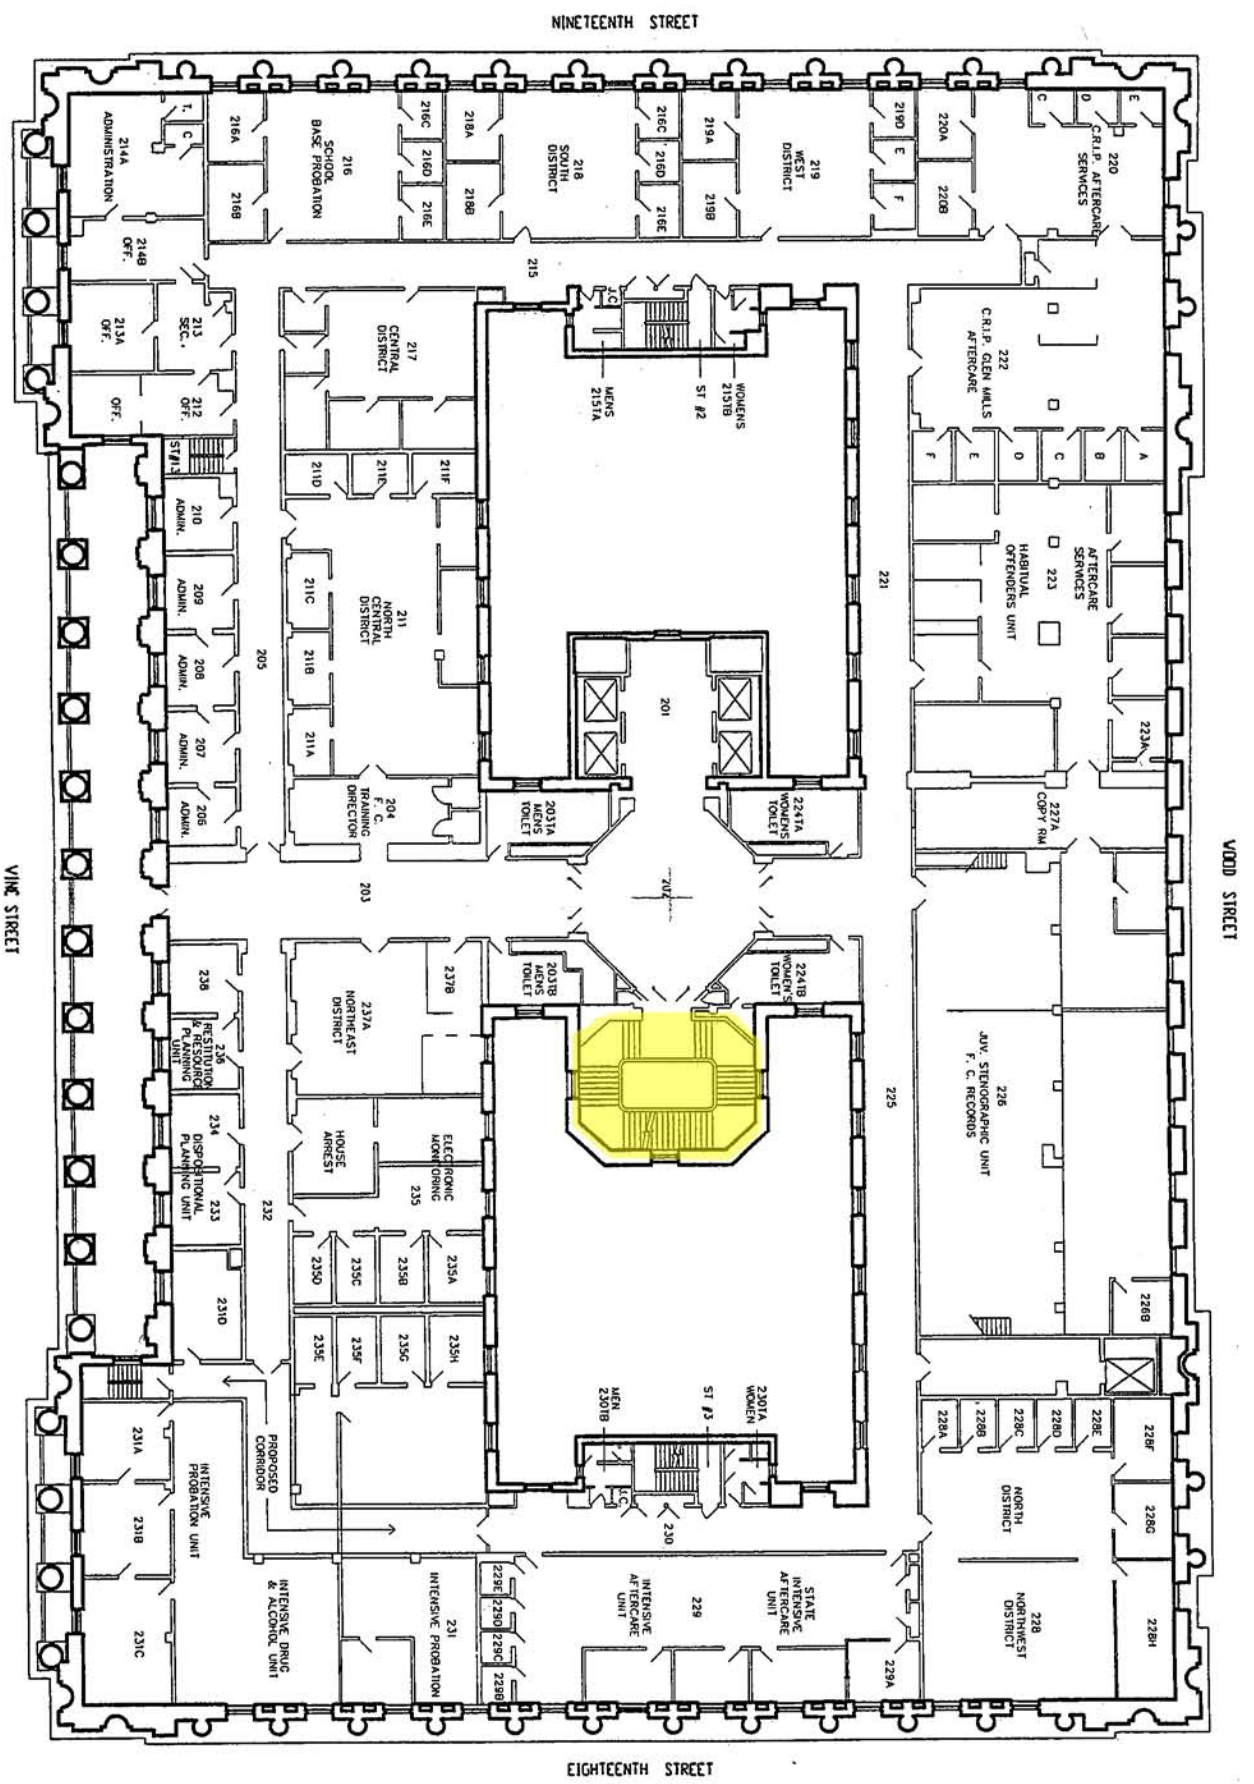 NINETEENTH STREET
214A
ADMINISTRATION
T.
C
216A
216B
216
SCHOOL
BASE PROBATION
216C
216D
216E
218A
218B
218
SOUTH
DISTRICT
216C
216D
216E
219A
219B
219
WEST
DISTRICT
219D
E
F
220A
220B
C
D
E
220
C.R.I.P. AFTERCARE
SERVICES
214B
OFF.
215
213A
OFF.
213
SEC.
212
OFF.
OFF.
217
CENTRAL
DISTRICT
J.C.
MENS
215TA
ST #2
WOMENS
215TB
222
C.R.I.P. GLEN MILLS
AFTERCARE
F
E
D
C
B
A
ST#13
211D
211E
211F
210
ADMIN.
209
ADMIN.
208
ADMIN.
207
ADMIN.
206
ADMIN.
205
211C
211B
211A
211
NORTH
CENTRAL
DISTRICT
221
AFTERCARE
SERVICES
223
HABITUAL
OFFENDERS UNIT
223A
201
204
F. C.
TRAINING
DIRECTOR
203TA
MEN'S
TOILET
224TA
WOMEN'S
TOILET
227A
COPY RM
VINE STREET
203
202
WOOD STREET
238
236
RESTITUTION
& RESOURCE
PLANNING
UNIT
237A
NORTHEAST
DISTRICT
237B
203TB
MEN'S
TOILET
224TB
WOMEN'S
TOILET
225
226
JUV. STENOGRAPHIC UNIT
F. C. RECORDS
226B
234
DISPOSITIONAL
PLANNING UNIT
233
232
HOUSE
ARREST
ELECTRONIC
MONITORING
235
235D
235C
235B
235A
231D
235E
235F
235G
235H
PROPOSED
CORRIDOR
MEN
230TB
ST #3
230TA
WOMEN
J.C.
230
228A
228B
228C
228D
228E
228F
228G
228H
NORTH
DISTRICT
228
NORTHWEST
DISTRICT
231A
231B
231C
INTENSIVE
PROBATION UNIT
INTENSIVE DRUG
& ALCOHOL UNIT
231
INTENSIVE PROBATION
229E
229D
229C
229B
229
INTENSIVE
AFTERCARE
UNIT
STATE
INTENSIVE
AFTERCARE
UNIT
229A
EIGHTEENTH STREET